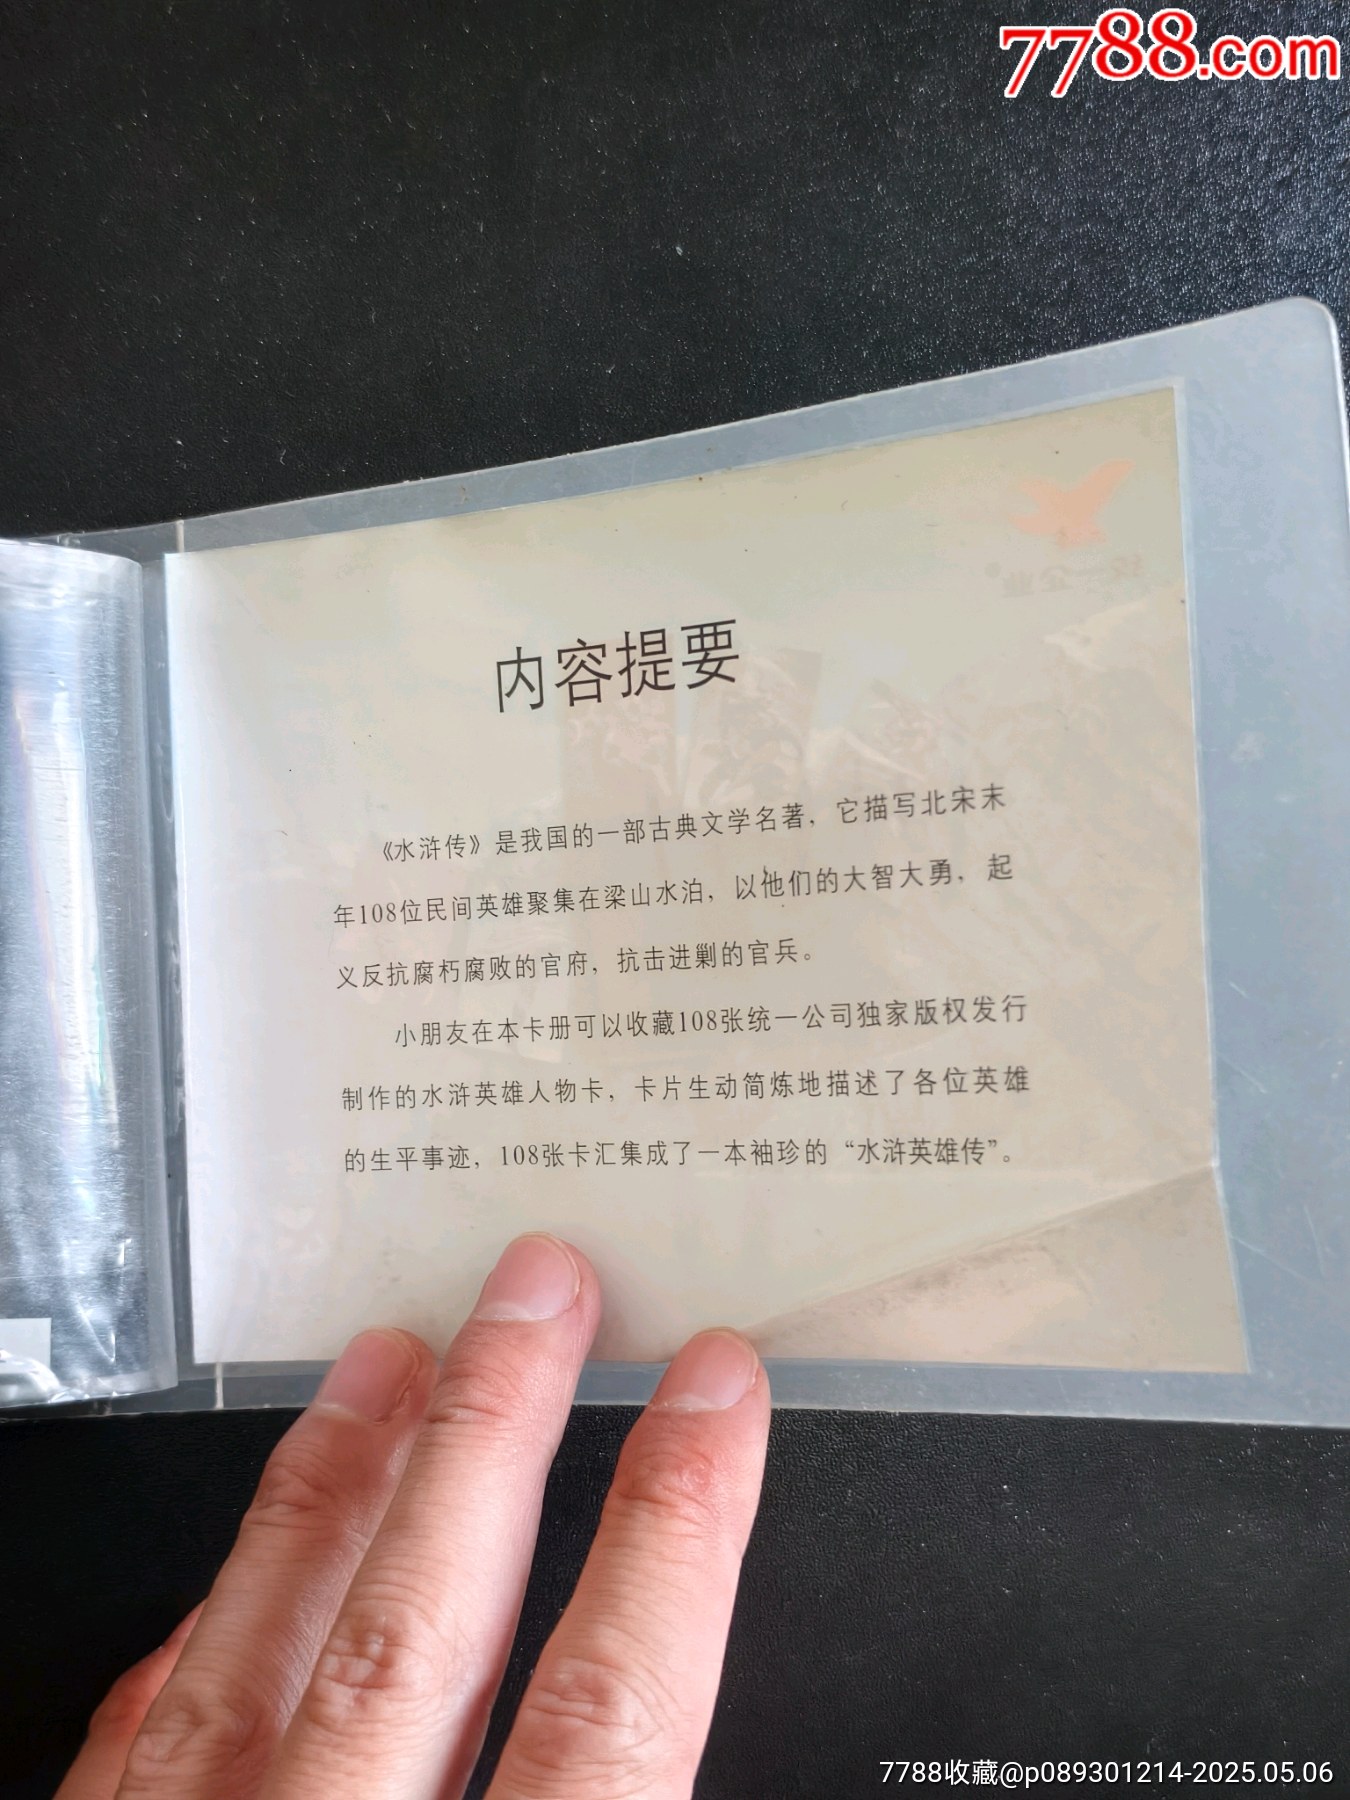 7788.com
内容提要
《水浒传》是我国的一部古典文学名著，它描写北宋末
年108位民间英雄聚集在梁山水泊，以他们的大智大勇，起
义反抗腐朽腐败的官府，抗击进剿的官兵。
小朋友在本卡册可以收藏108张统一公司独家版权发行
制作的水浒英雄人物卡，卡片生动简炼地描述了各位英雄
的生平事迹，108张卡汇集成了一本袖珍的“水浒英雄传”。
7788收藏@p089301214-2025.05.06